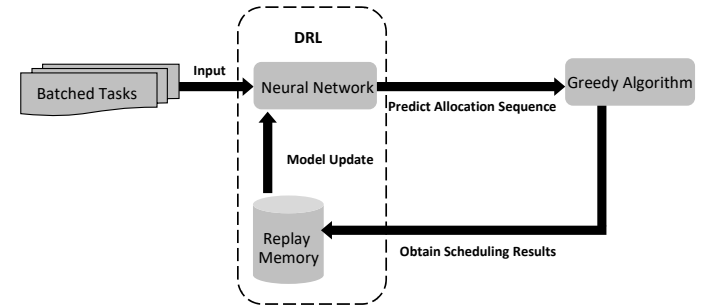 DRL
Input
Batched Tasks
Neural Network
Greedy Algorithm
Predict Allocation Sequence
Model Update
Replay
Memory
Obtain Scheduling Results